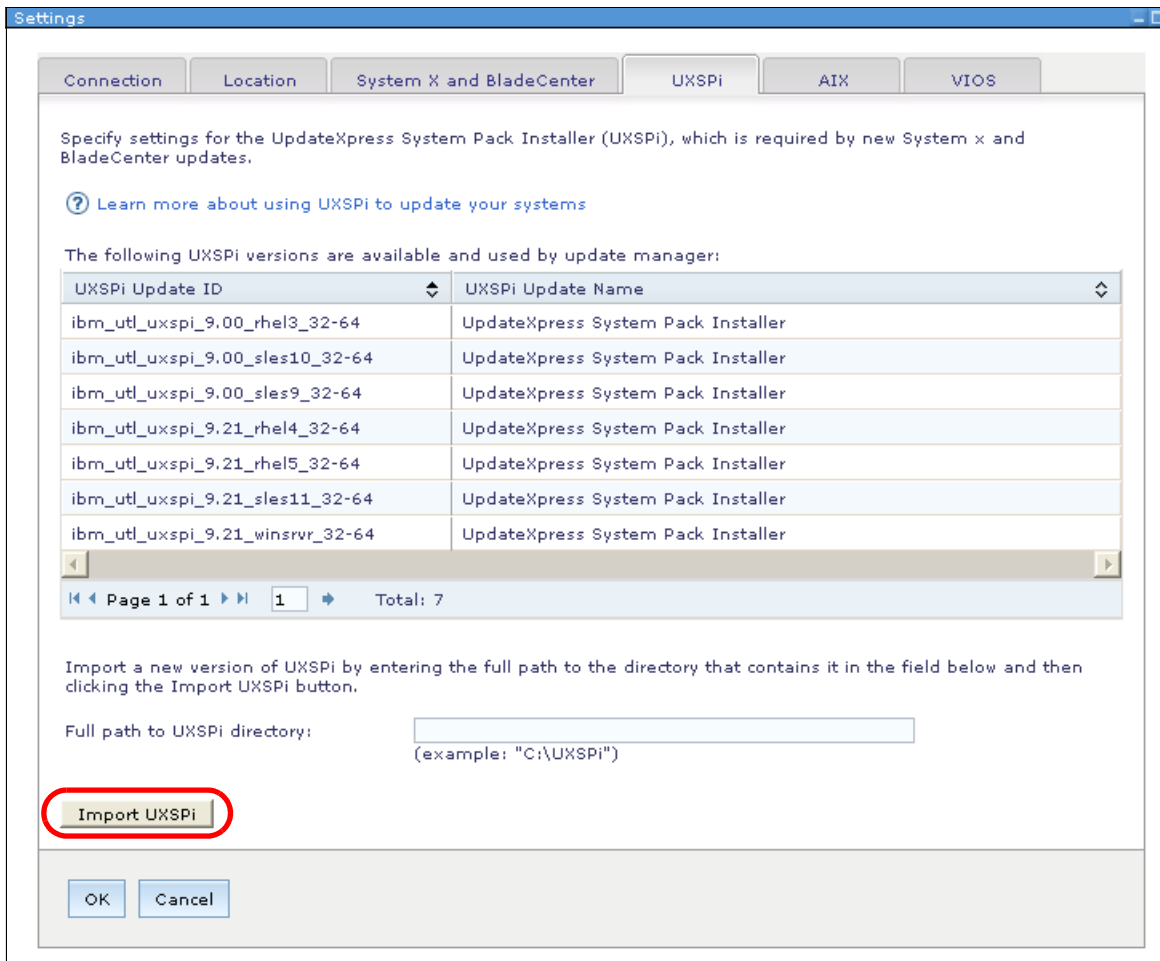 Settings
Connection Location System X and BladeCenter UXSPi AIX VIOS
Specify settings for the UpdateXpress System Pack Installer (UXSPi), which is required by new System x and
BladeCenter updates.
? Learn more about using UXSPi to update your systems
The following UXSPi versions are available and used by update manager:
UXSPi Update ID UXSPi Update Name
ibm_utl_uxspi_9.00_rhel3_32-64 UpdateXpress System Pack Installer
ibm_utl_uxspi_9.00_sles10_32-64 UpdateXpress System Pack Installer
ibm_utl_uxspi_9.00_sles9_32-64 UpdateXpress System Pack Installer
ibm_utl_uxspi_9.21_rhel4_32-64 UpdateXpress System Pack Installer
ibm_utl_uxspi_9.21_rhel5_32-64 UpdateXpress System Pack Installer
ibm_utl_uxspi_9.21_sles11_32-64 UpdateXpress System Pack Installer
ibm_utl_uxspi_9.21_winsrvr_32-64 UpdateXpress System Pack Installer
Page 1 of 1 1 Total: 7
Import a new version of UXSPi by entering the full path to the directory that contains it in the field below and then
clicking the Import UXSPi button.
Full path to UXSPi directory:
(example: "C:\UXSPi")
Import UXSPi
OK Cancel